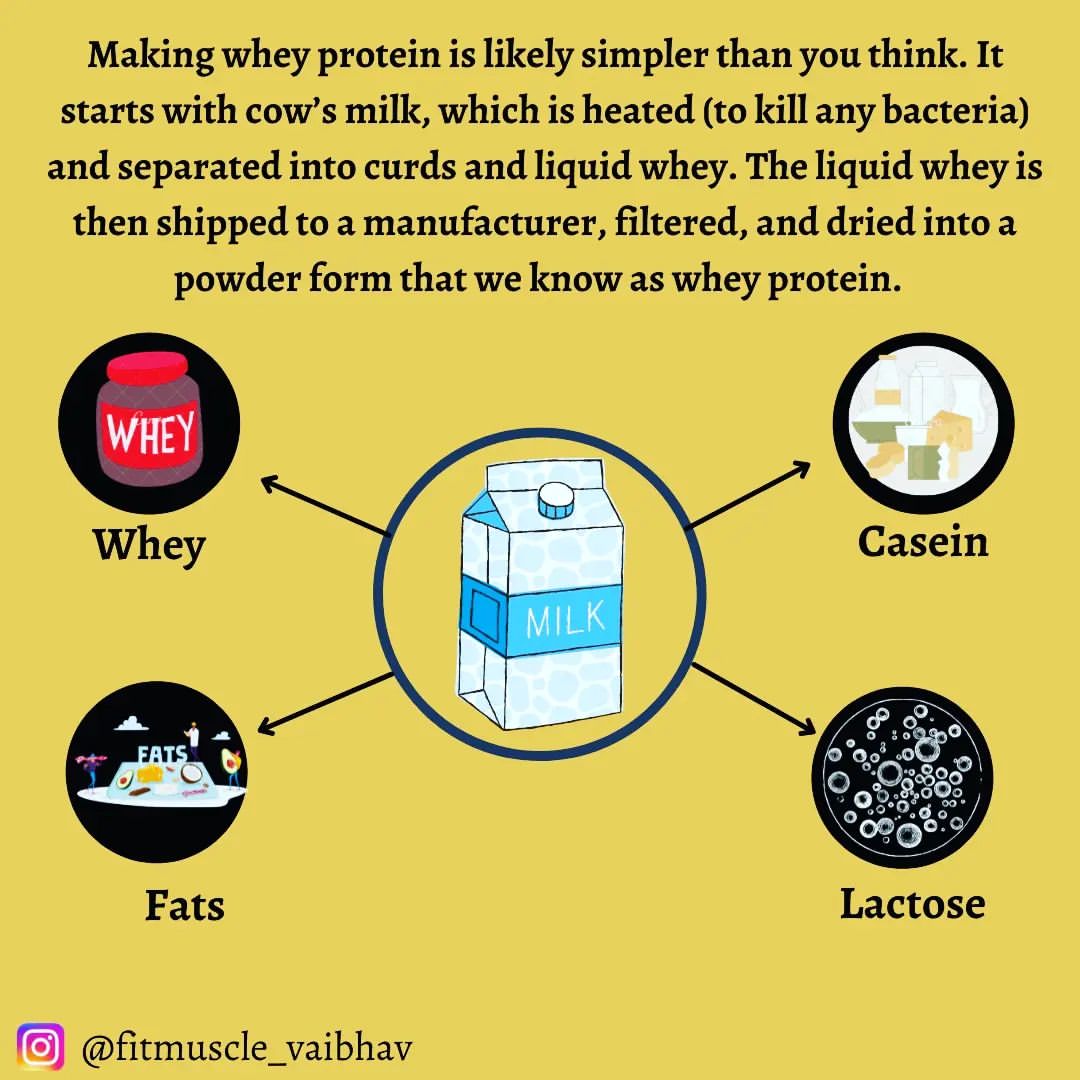 Making whey protein is likely simpler than you think. It
starts with cow’s milk, which is heated (to kill any bacteria)
and separated into curds and liquid whey. The liquid whey is
then shipped to a manufacturer, filtered, and dried into a
powder form that we know as whey protein.
WHEY
Whey
Casein
MILK
FATS
Fats
Lactose
@fitmuscle_vaibhav